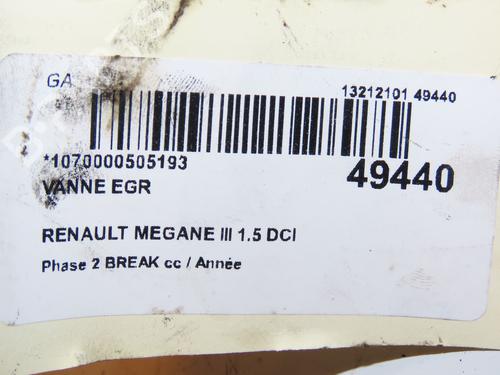 GA
13212101 49440
*1070000505193
49440
VANNE EGR
RENAULT MEGANE III 1.5 DCI
Phase 2 BREAK cc / Année